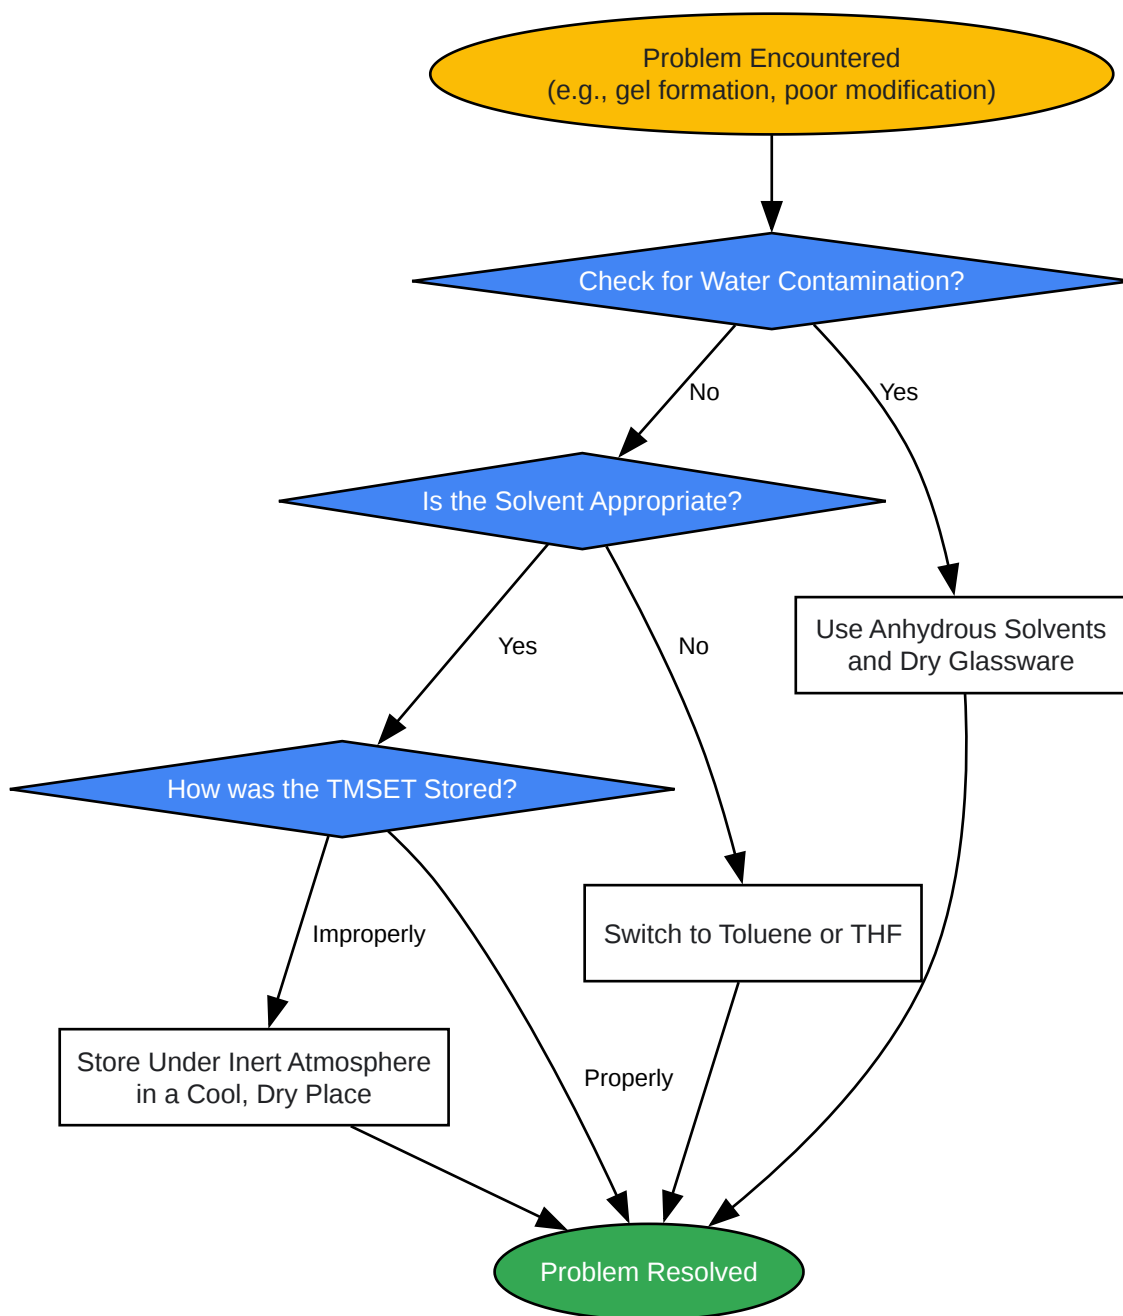 Problem Encountered
(e.g., gel formation, poor modification)
Check for Water Contamination?
No
Yes
Is the Solvent Appropriate?
Use Anhydrous Solvents
and Dry Glassware
Yes
No
How was the TMSET Stored?
Switch to Toluene or THF
Improperly
Store Under Inert Atmosphere
in a Cool, Dry Place
Properly
Problem Resolved